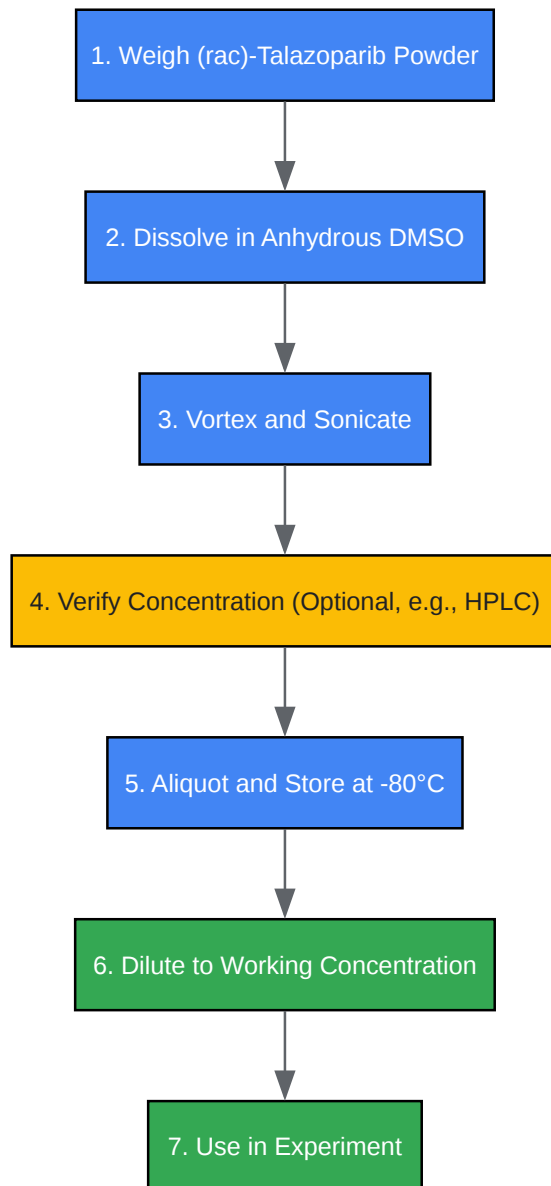 1. Weigh (rac)-Talazoparib Powder
2. Dissolve in Anhydrous DMSO
3. Vortex and Sonicate
4. Verify Concentration (Optional, e.g., HPLC)
5. Aliquot and Store at -80°C
6. Dilute to Working Concentration
7. Use in Experiment